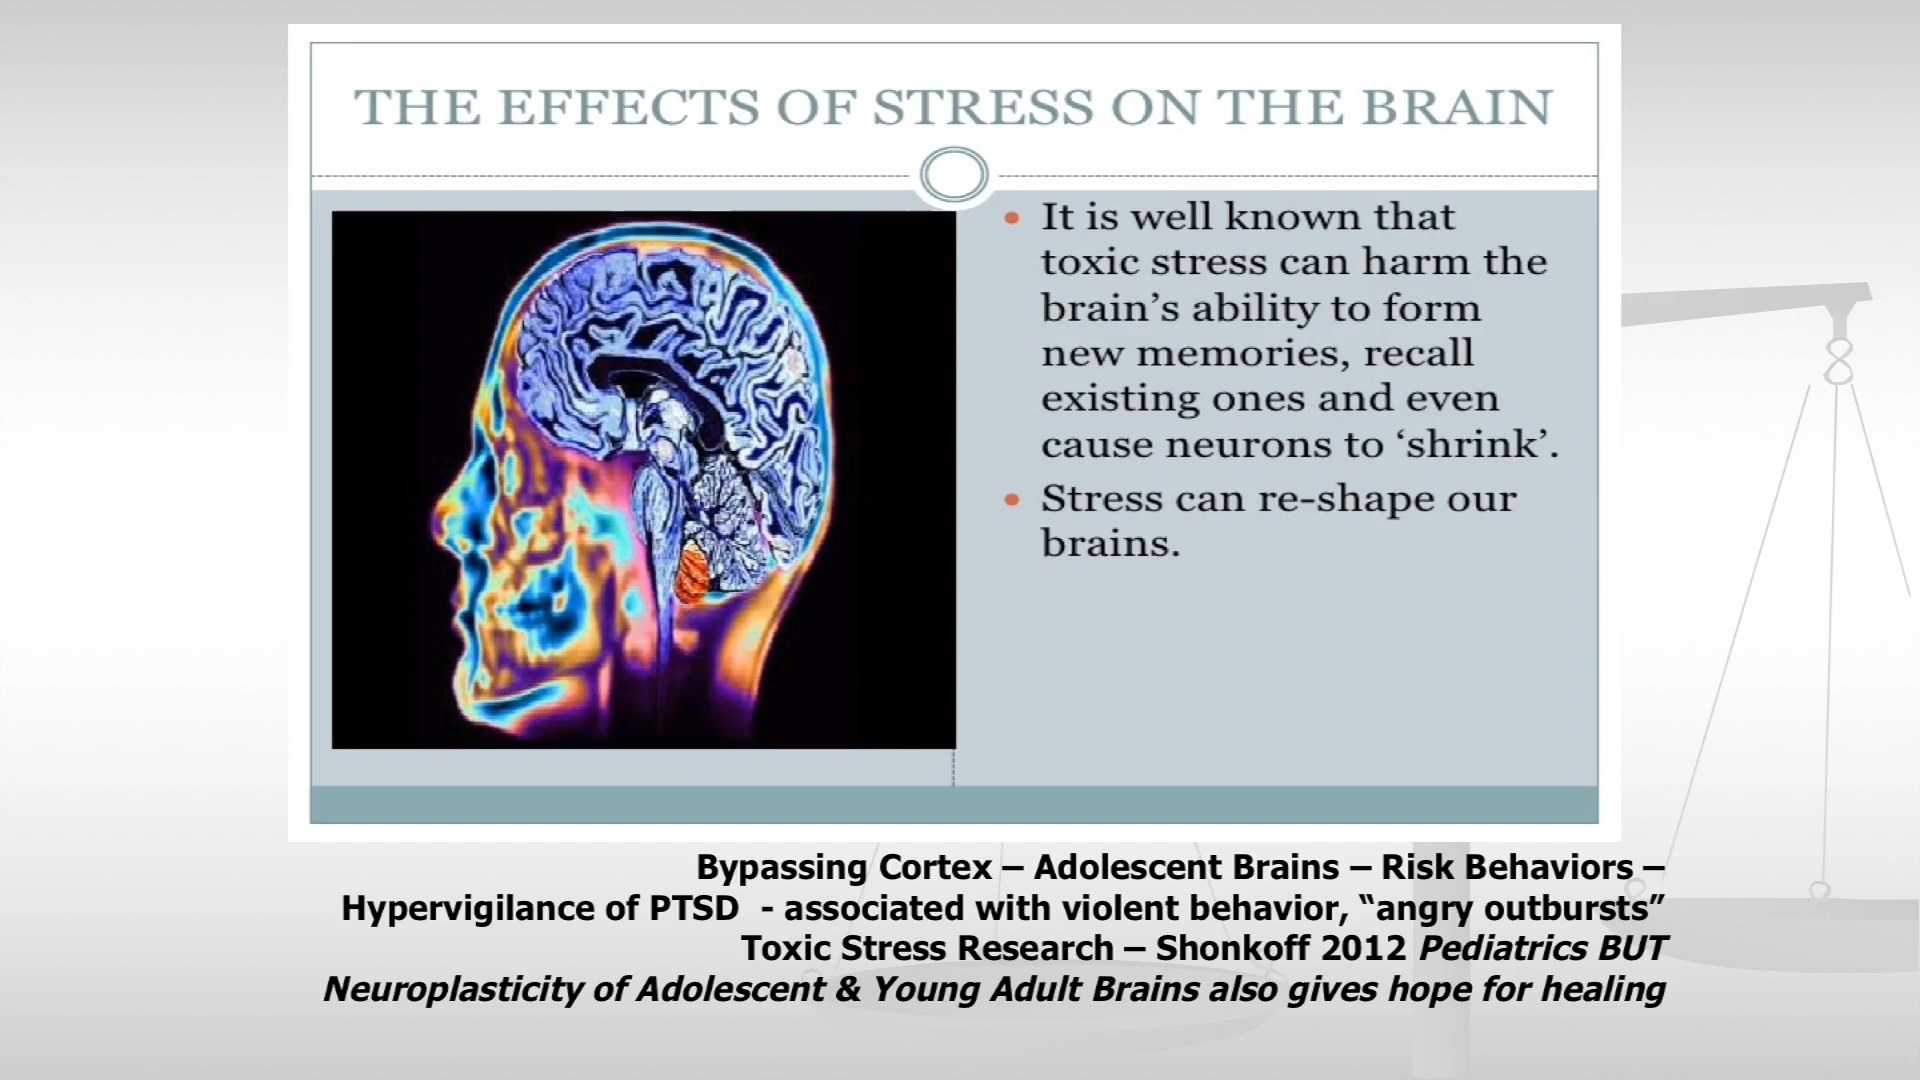 THE EFFECTS OF STRESS ON THE BRAIN
• It is well known that
toxic stress can harm the
brain’s ability to form
new memories, recall
existing ones and even
cause neurons to ‘shrink’.
• Stress can re-shape our
brains.
Bypassing Cortex – Adolescent Brains – Risk Behaviors –
Hypervigilance of PTSD - associated with violent behavior, “angry outbursts”
Toxic Stress Research – Shonkoff 2012 Pediatrics BUT
Neuroplasticity of Adolescent & Young Adult Brains also gives hope for healing